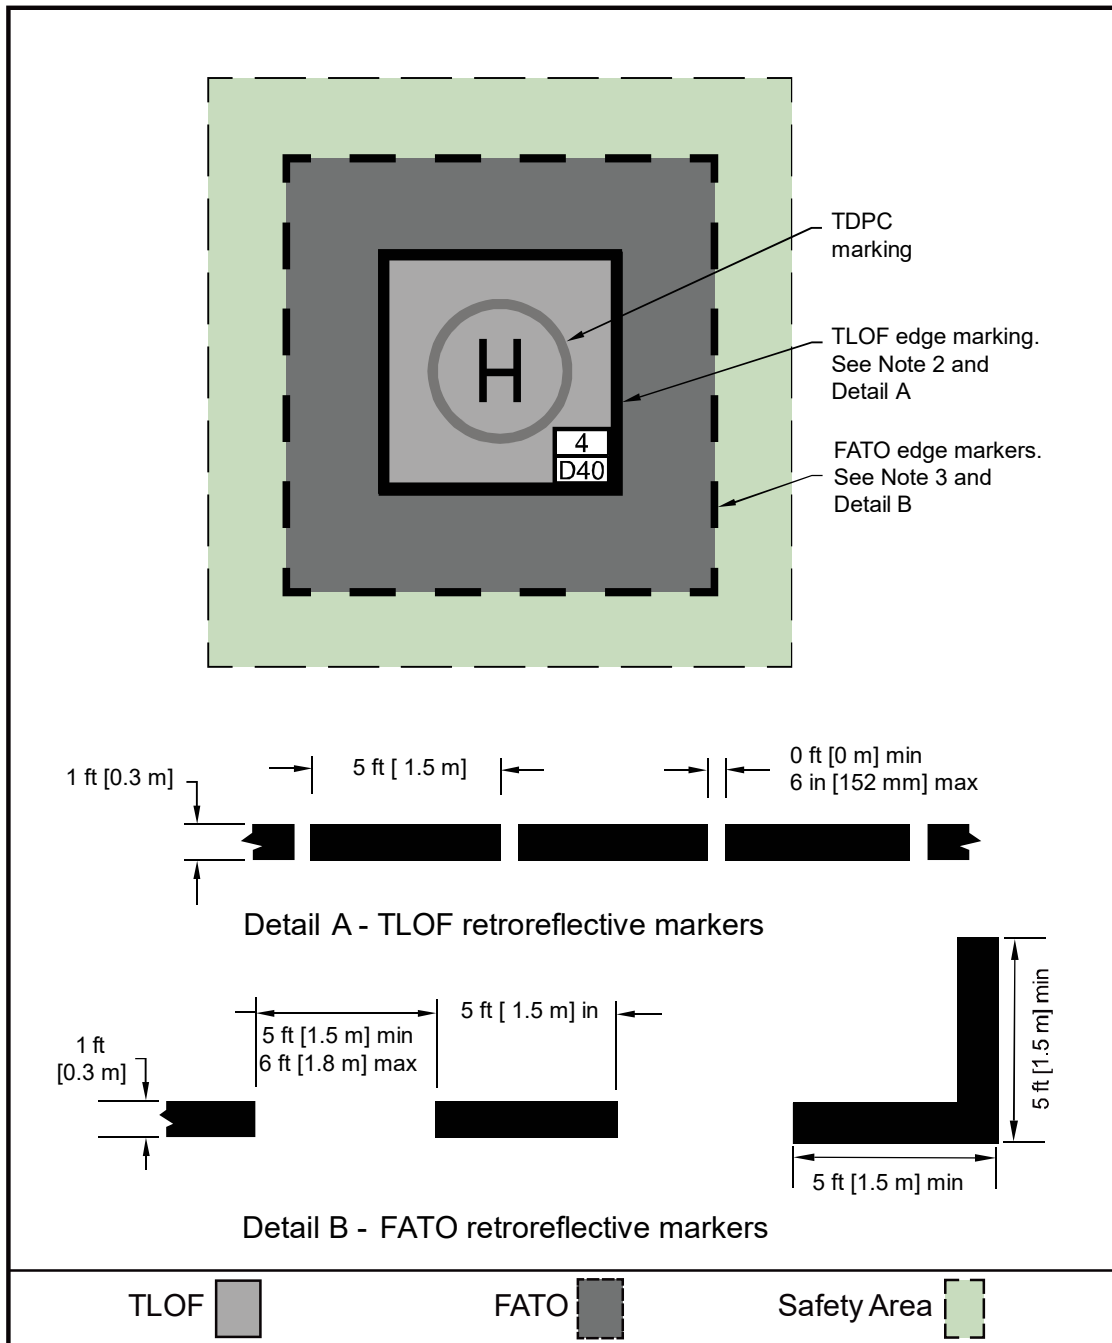 TDPC
marking
TLOF edge marking.
See Note 2 and
Detail A
H
4
D40
FATO edge markers.
See Note 3 and
Detail B
1 ft [0.3 m]
5 ft [ 1.5 m]
0 ft [0 m] min
6 in [152 mm] max
Detail A - TLOF retroreflective markers
1 ft
[0.3 m]
5 ft [1.5 m] min
6 ft [1.8 m] max
5 ft [ 1.5 m] in
5 ft [1.5 m] min
5 ft [1.5 m] min
Detail B - FATO retroreflective markers
TLOF
FATO
Safety Area